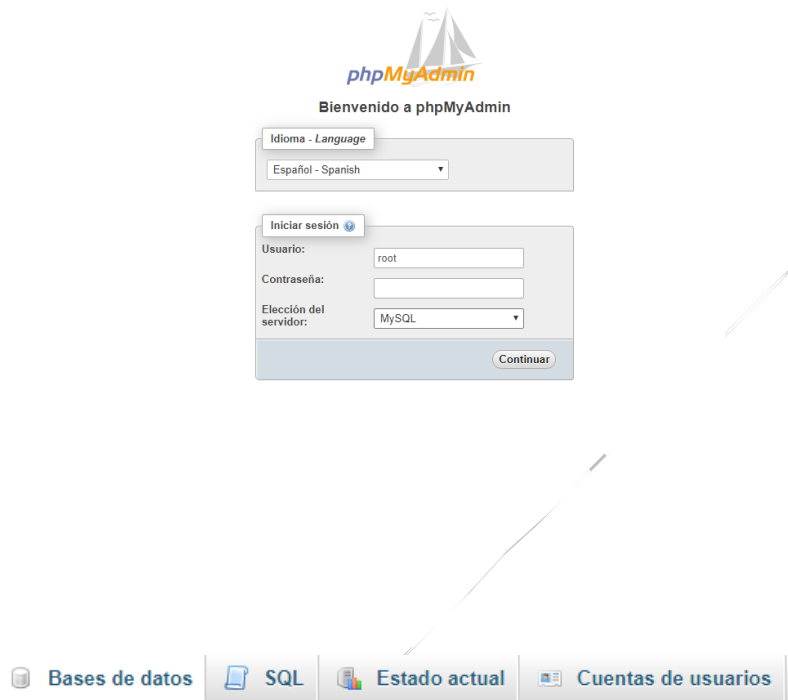 phpMyAdmin
Bienvenido a phpMyAdmin
Idioma - Language
Español - Spanish
Iniciar sesión
Usuario:
root
Contraseña:
Elección del
servidor:
MySQL
Continuar
Bases de datos SQL Estado actual Cuentas de usuarios